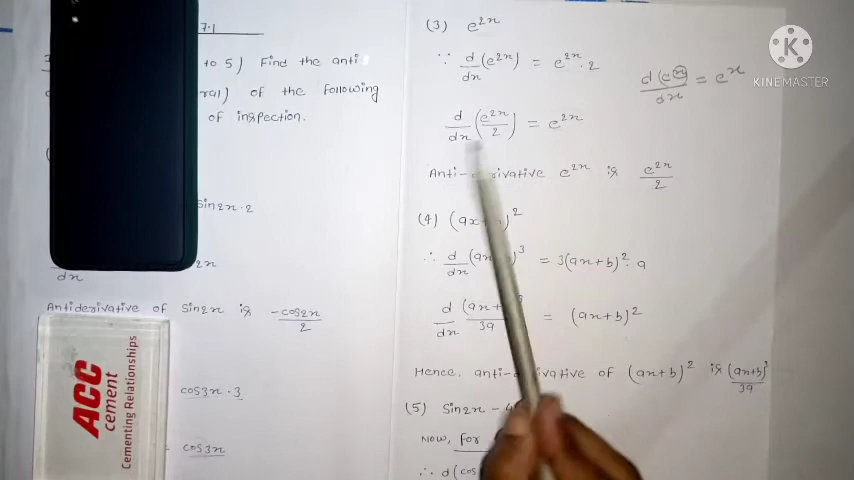 7.1
to 5) Find the anti
ral) of the following
of inspection.
sin2x · 2
2x
dx
Antiderivative of sin2x is -cos2x/2
cos3x · 3
= cos3x
ACC
cement
Cementing Relationships
(3) e^2x
∵ d/dx (e^2x) = e^2x · 2
d(e^x)/dx = e^x
d/dx (e^2x/2) = e^2x
Anti-derivative e^2x is e^2x/2
(4) (ax+b)^2
∴ d/dx (ax+b)^3 = 3(ax+b)^2 · a
d/dx (ax+b)^3/3a = (ax+b)^2
Hence, anti-derivative of (ax+b)^2 is (ax+b)^3/3a
(5) Sin2x - 4
Now, for
∴ d(cos
K
KINEMASTER